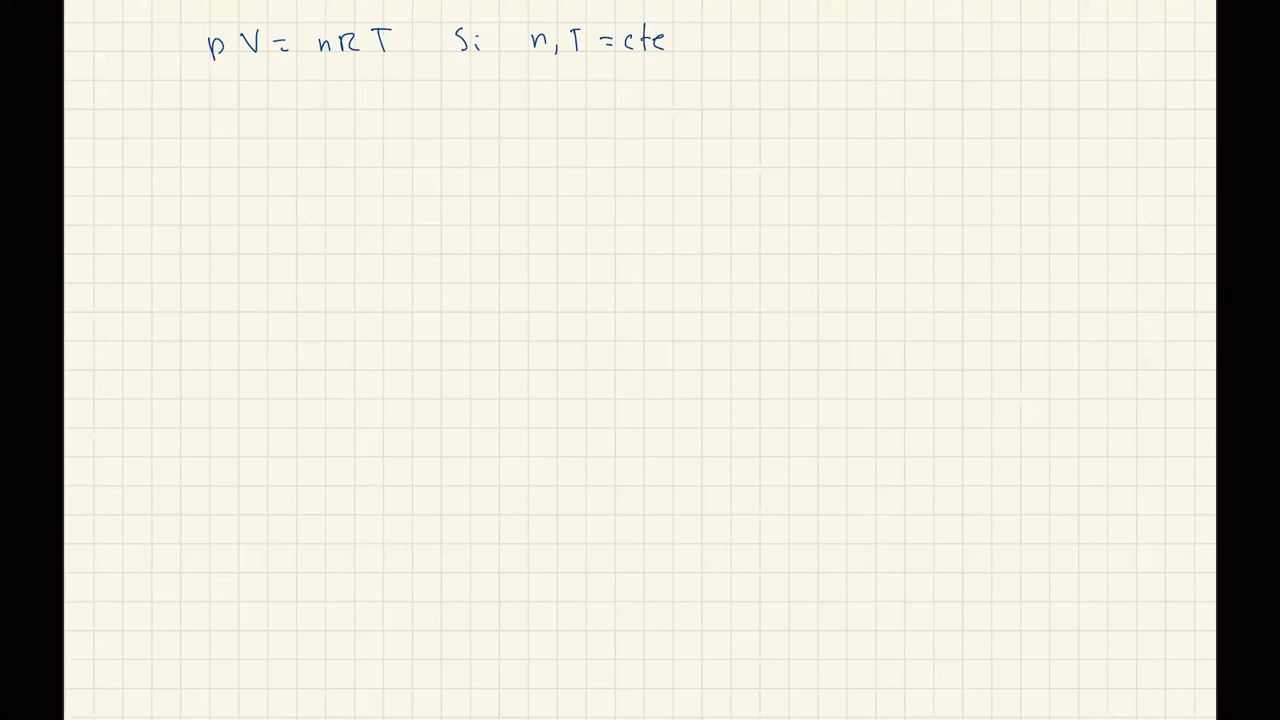 pV = nRT Si n, T = cte